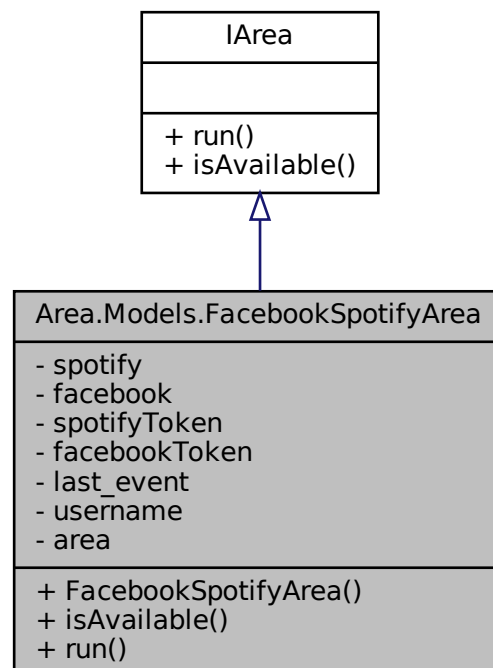 IArea
+ run()
+ isAvailable()
Area.Models.FacebookSpotifyArea
- spotify
- facebook
- spotifyToken
- facebookToken
- last_event
- username
- area
+ FacebookSpotifyArea()
+ isAvailable()
+ run()